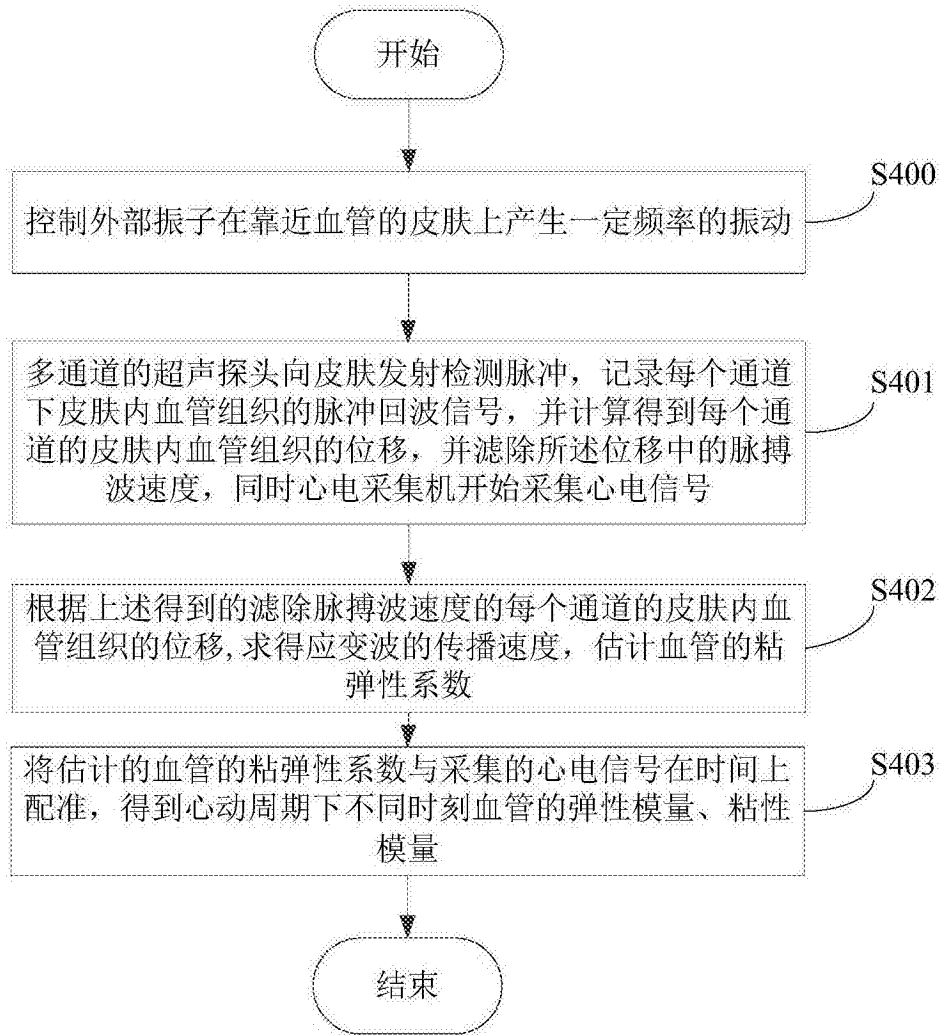 开始
S400
控制外部振子在靠近血管的皮肤上产生一定频率的振动
S401
多通道的超声探头向皮肤发射检测脉冲，记录每个通道
下皮肤内血管组织的脉冲回波信号，并计算得到每个通
道的皮肤内血管组织的位移，并滤除所述位移中的脉搏
波速度，同时心电采集机开始采集心电信号
S402
根据上述得到的滤除脉搏波速度的每个通道的皮肤内血
管组织的位移,求得应变波的传播速度，估计血管的粘
弹性系数
S403
将估计的血管的粘弹性系数与采集的心电信号在时间上
配准，得到心动周期下不同时刻血管的弹性模量、粘性
模量
结束